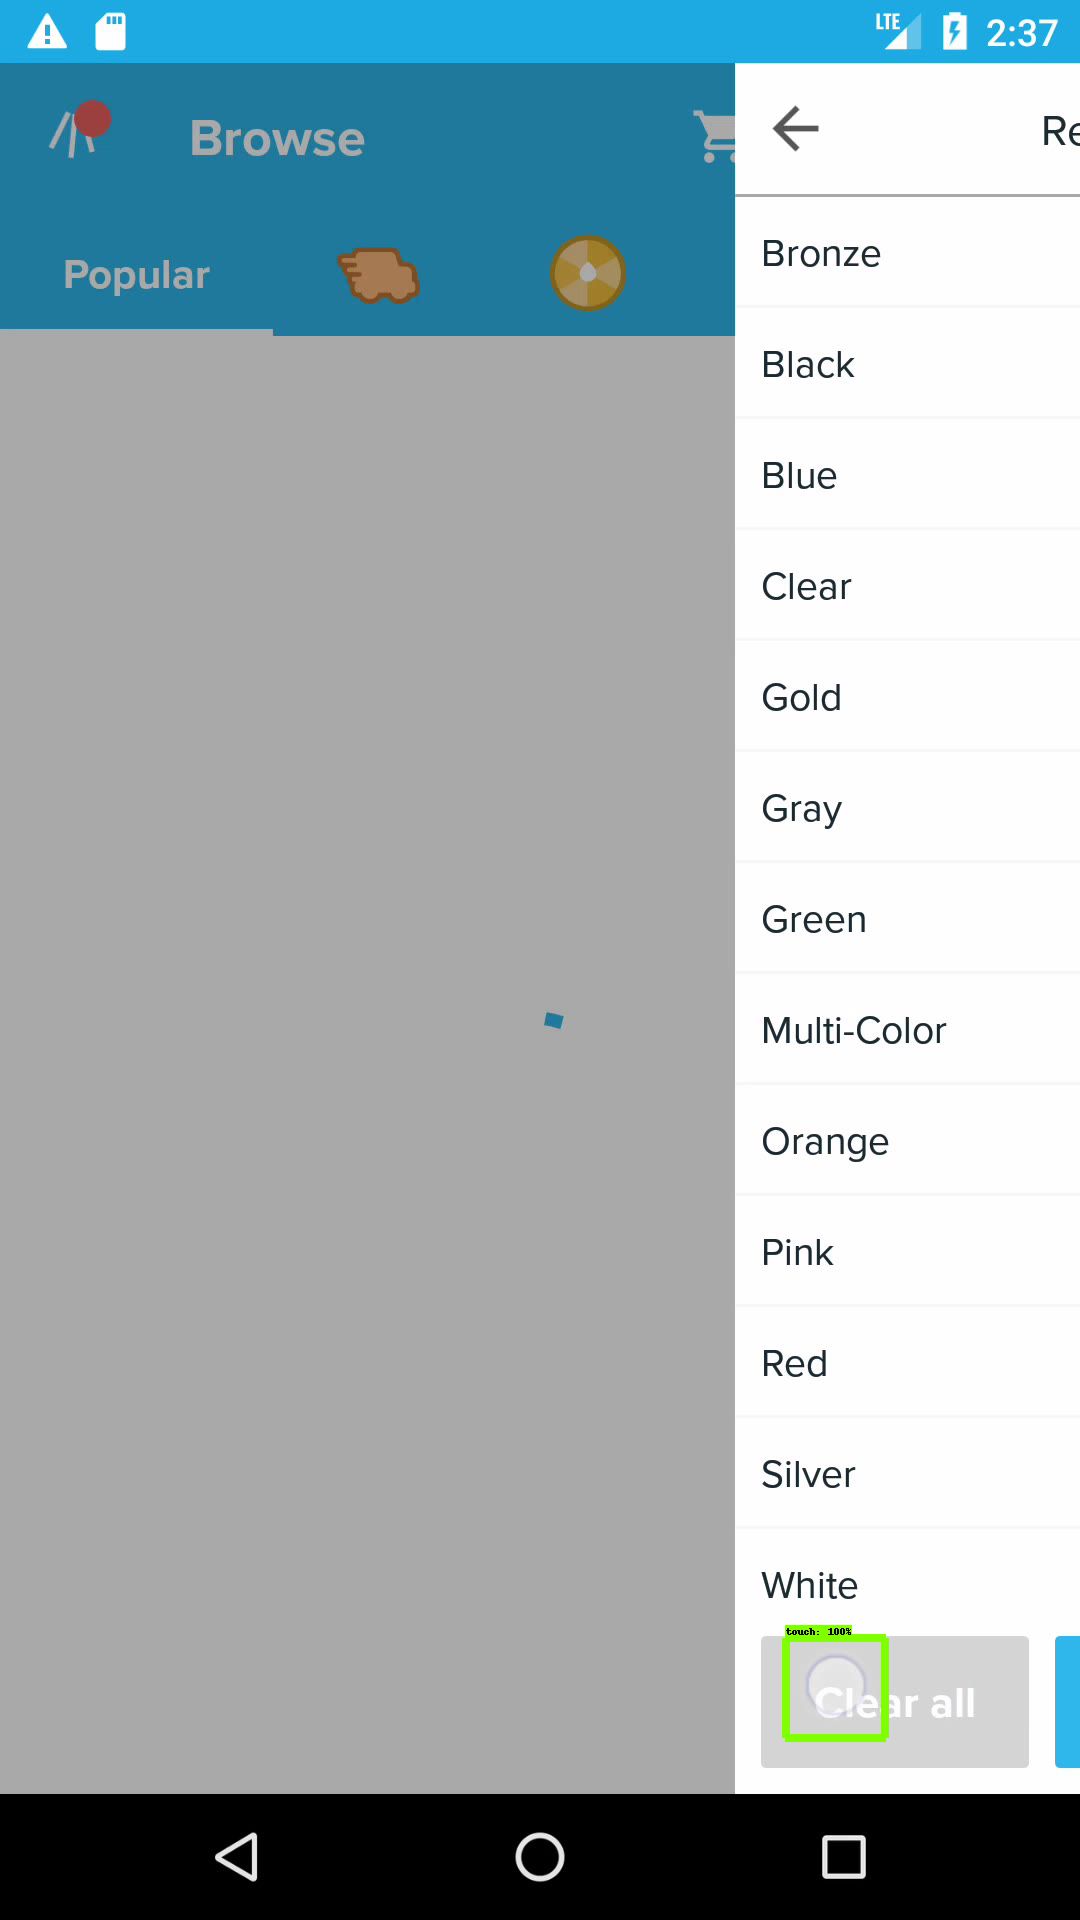 LTE 2:37
Browse
Re
Popular
Bronze
Black
Blue
Clear
Gold
Gray
Green
Multi-Color
Orange
Pink
Red
Silver
White
touch: 100%
Clear all